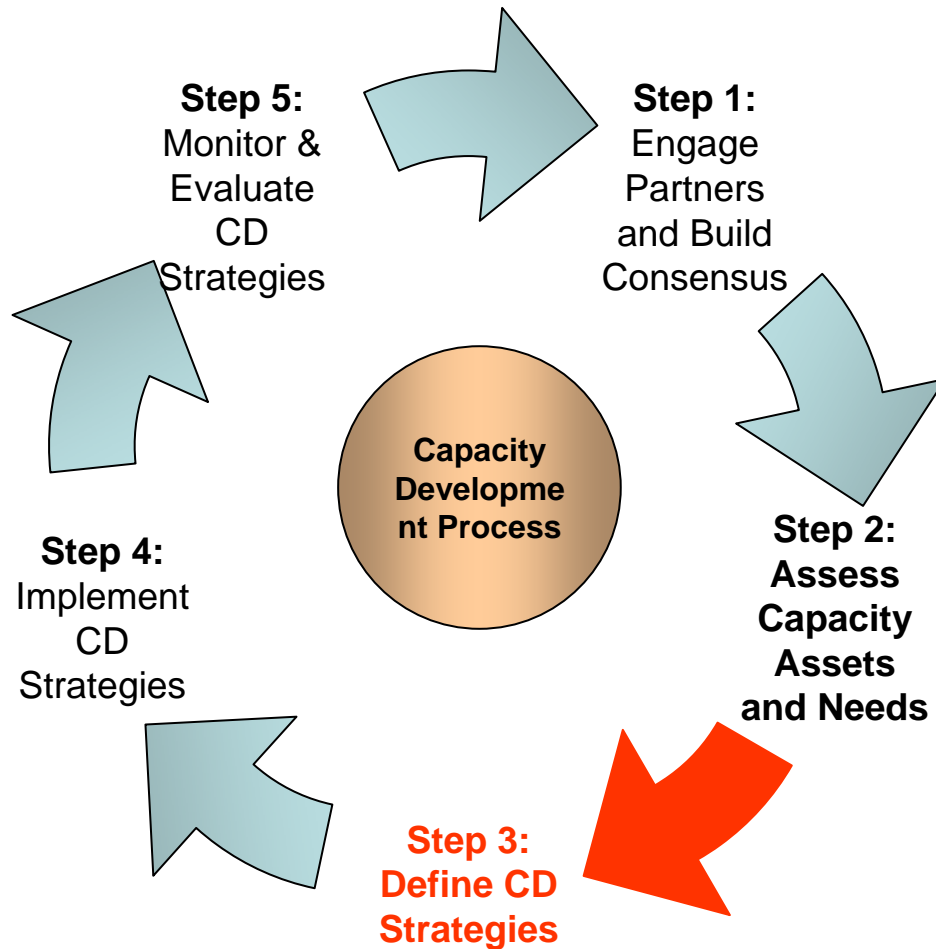 Step 1:
Engage
Partners
and Build
Consensus
Step 2:
Assess
Capacity
Assets
and Needs
Step 3:
Define CD
Strategies
Step 4:
Implement
CD
Strategies
Step 5:
Monitor &
Evaluate
CD
Strategies
Capacity
Developme
nt Process